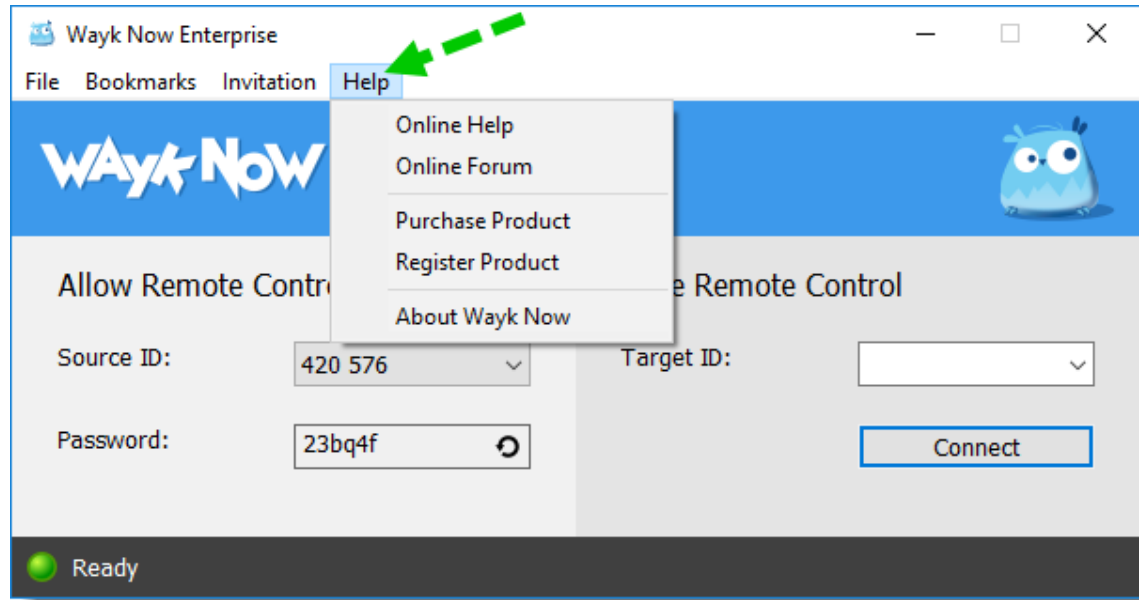 Wayk Now Enterprise
File Bookmarks Invitation Help
Online Help
WAyk NoW
Online Forum
Purchase Product
Register Product
Allow Remote Contr
e Remote Control
About Wayk Now
Source ID:
420 576
Target ID:
Password:
23bq4f
Connect
Ready